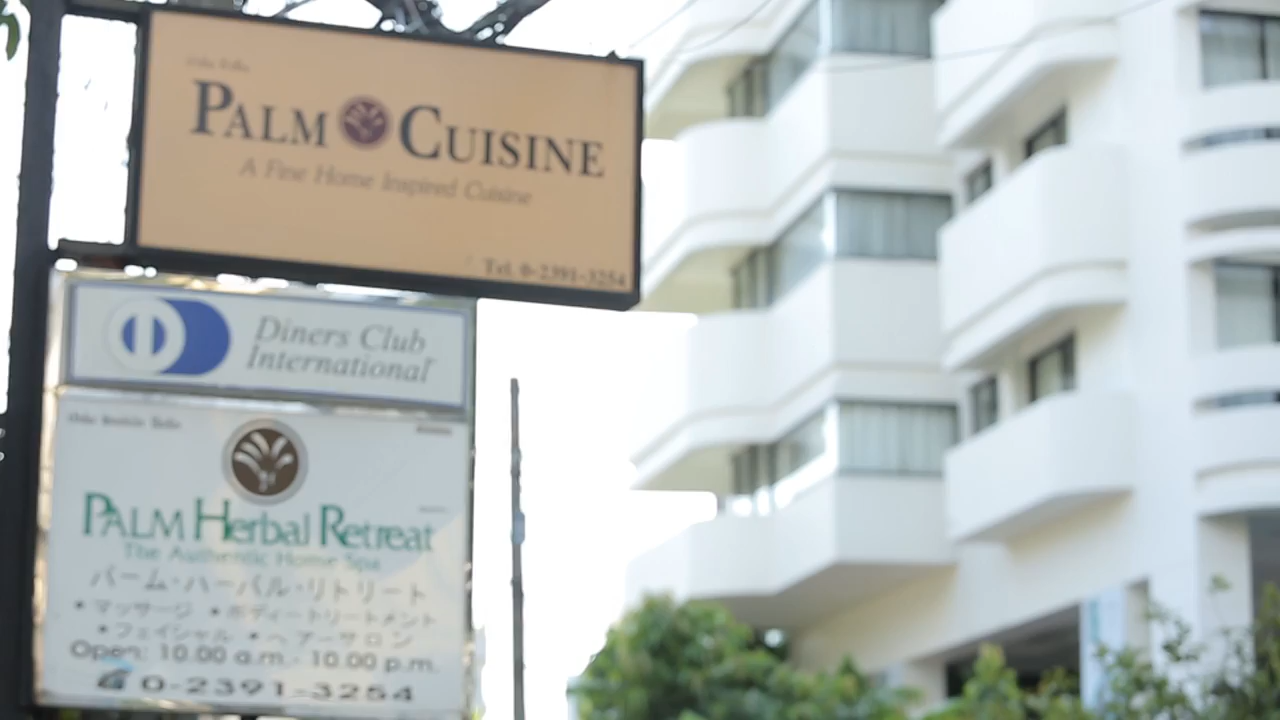 PALM CUISINE
A Fine Home Inspired Cuisine
Tel. 0-2391-3254
Diners Club
International
PALM Herbal Retreat
The Authentic Home Spa
パーム・ハーバル・リトリート
・マッサージ ・ボディートリートメント
・フェイシャル ・ヘアーサロン
Open: 10.00 a.m. - 10.00 p.m.
0-2391-3254